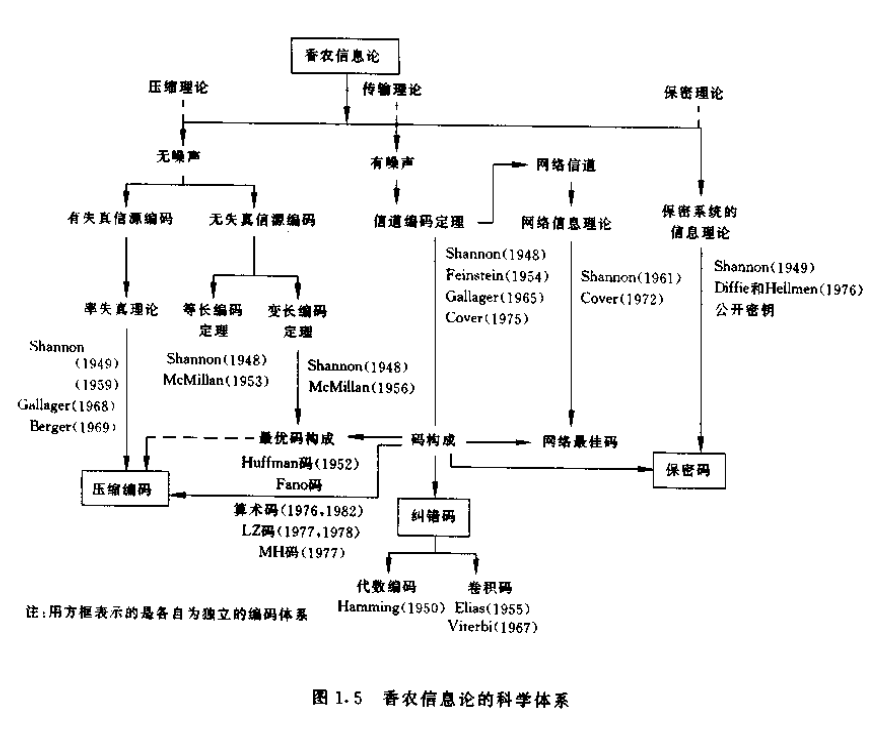 香农信息论
压缩理论
传输理论
保密理论
无噪声
有噪声
网络信道
有失真信源编码
无失真信源编码
信道编码定理
网络信息理论
保密系统的
信息理论
Shannon(1948)
Feinstein(1954)
Gallager(1965)
Cover(1975)
Shannon(1961)
Cover(1972)
Shannon(1949)
Diffie和Hellmen(1976)
公开密钥
率失真理论
等长编码
定理
变长编码
定理
Shannon
(1949)
(1959)
Gallager(1968)
Berger(1969)
Shannon(1948)
McMillan(1953)
Shannon(1948)
McMillan(1956)
最优码构成
码构成
网络最佳码
Huffman码(1952)
Fano码
压缩编码
保密码
算术码(1976,1982)
LZ码(1977,1978)
MH码(1977)
纠错码
代数编码
Hamming(1950)
卷积码
Elias(1955)
Viterbi(1967)
注:用方框表示的是各自为独立的编码体系
图 1.5 香农信息论的科学体系